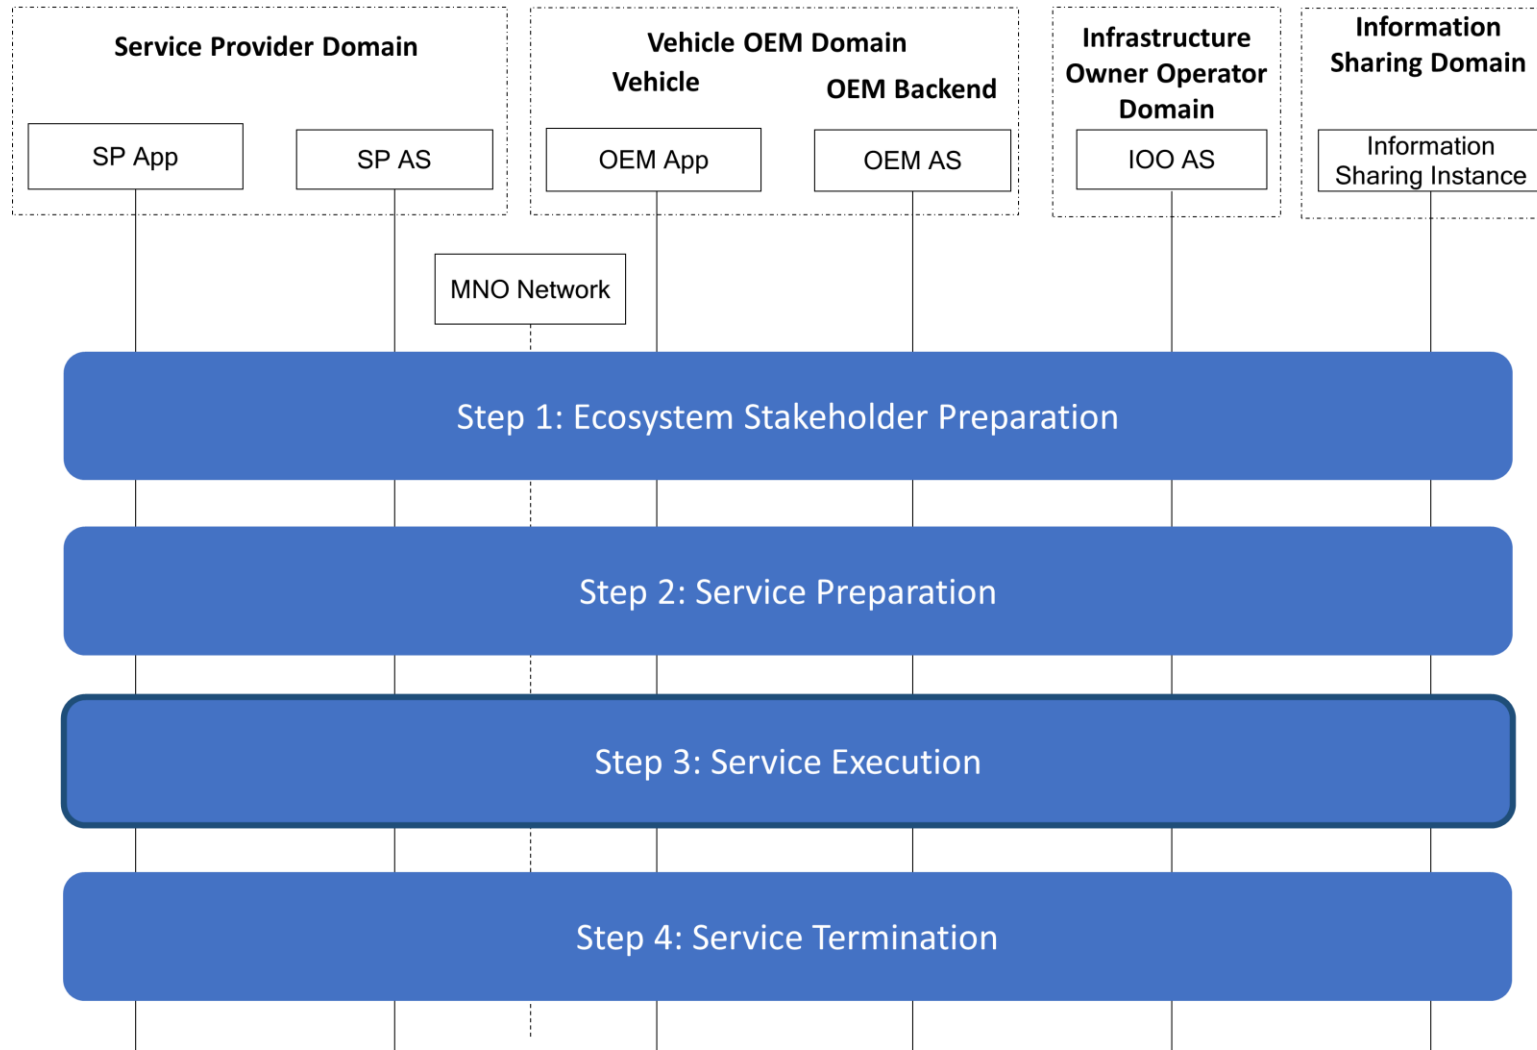 Service Provider Domain
SP App
SP AS
Vehicle OEM Domain
Vehicle
OEM Backend
OEM App
OEM AS
Infrastructure
Owner Operator
Domain
IOO AS
Information
Sharing Domain
Information
Sharing Instance
MNO Network
Step 1: Ecosystem Stakeholder Preparation
Step 2: Service Preparation
Step 3: Service Execution
Step 4: Service Termination